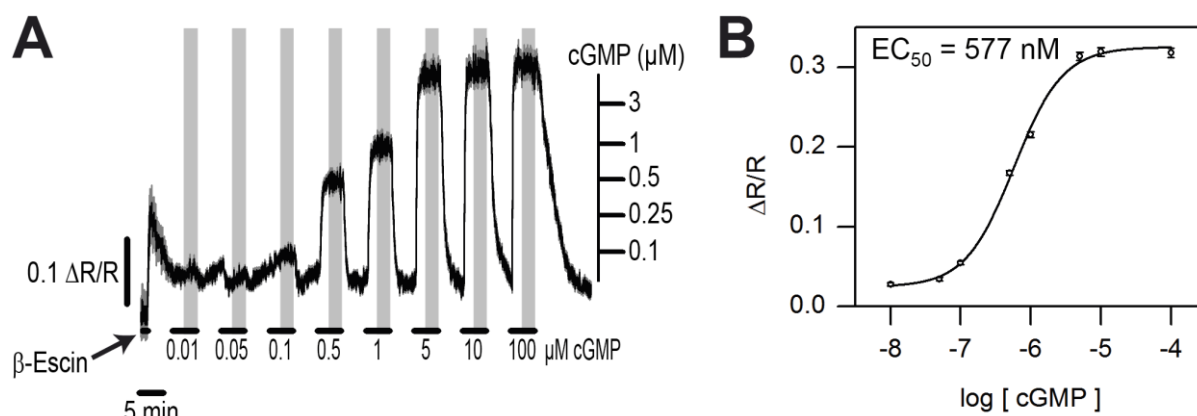 A
cGMP (µM)
3
1
0.5
0.25
0.1
0.1 ΔR/R
β-Escin
0.01 0.05 0.1 0.5 1 5 10 100 µM cGMP
5 min
B
EC50 = 577 nM
0.3
0.2
0.1
0.0
ΔR/R
-8 -7 -6 -5 -4
log [ cGMP ]